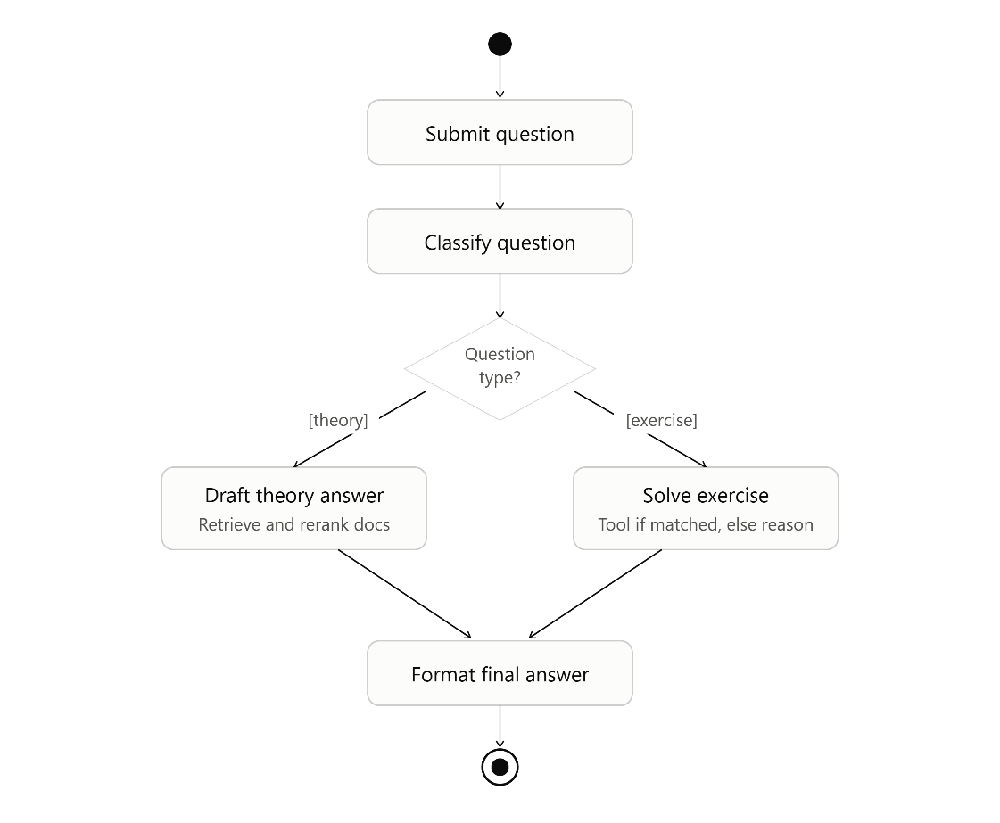 Submit question
Classify question
Question
type?
[theory]
[exercise]
Draft theory answer
Retrieve and rerank docs
Solve exercise
Tool if matched, else reason
Format final answer